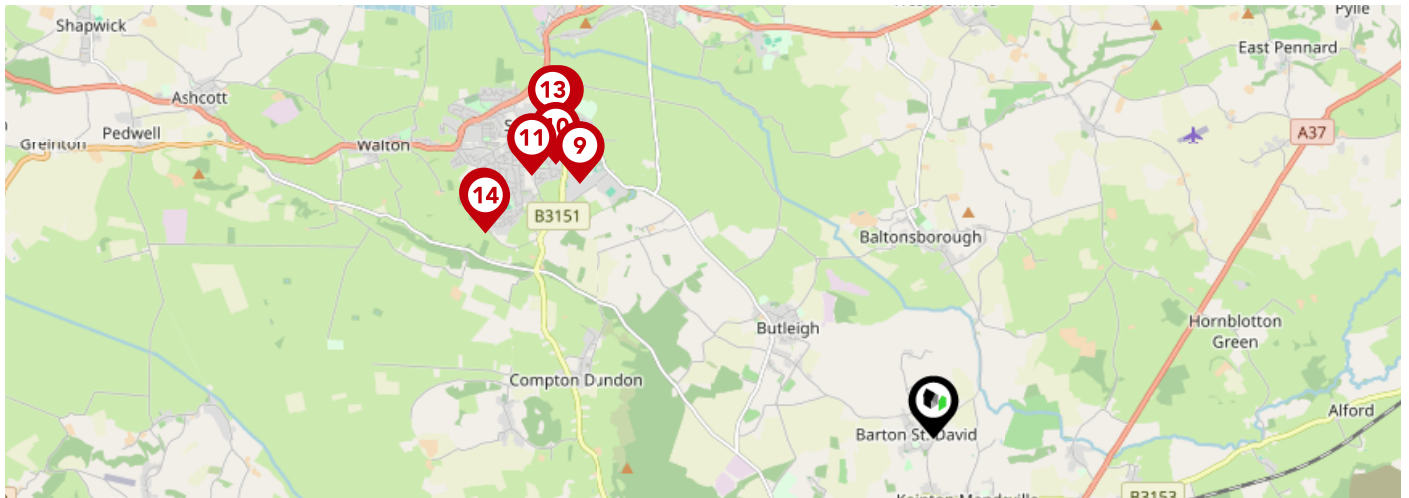 Shapwick
Pylle
East Pennard
Ashcott
13
A37
Pedwell
10
11
9
Greinton
Walton
14
B3151
Baltonsborough
Hornblotton
Green
Butleigh
Compton Dundon
Alford
Barton St. David
B3153